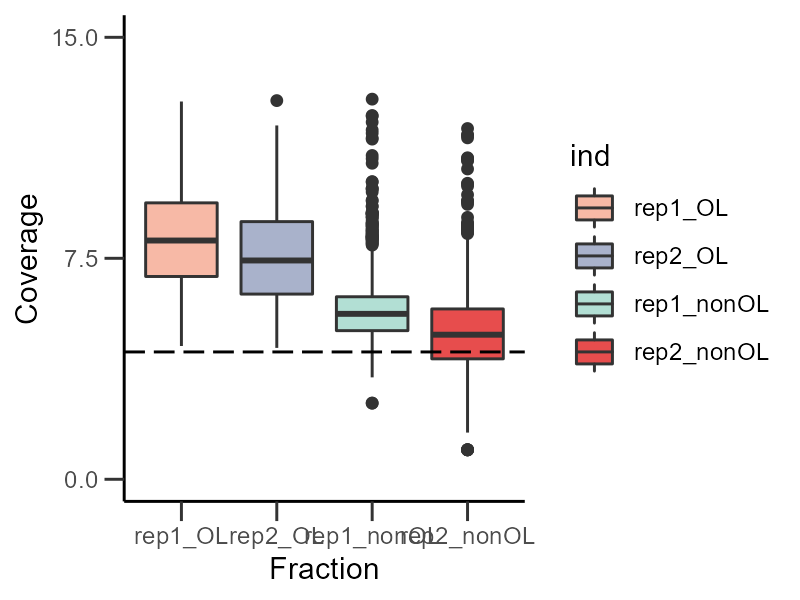 15.0
7.5
0.0
Coverage
rep1_OL
rep2_OL
rep1_nonOL
rep2_nonOL
Fraction
ind
rep1_OL
rep2_OL
rep1_nonOL
rep2_nonOL